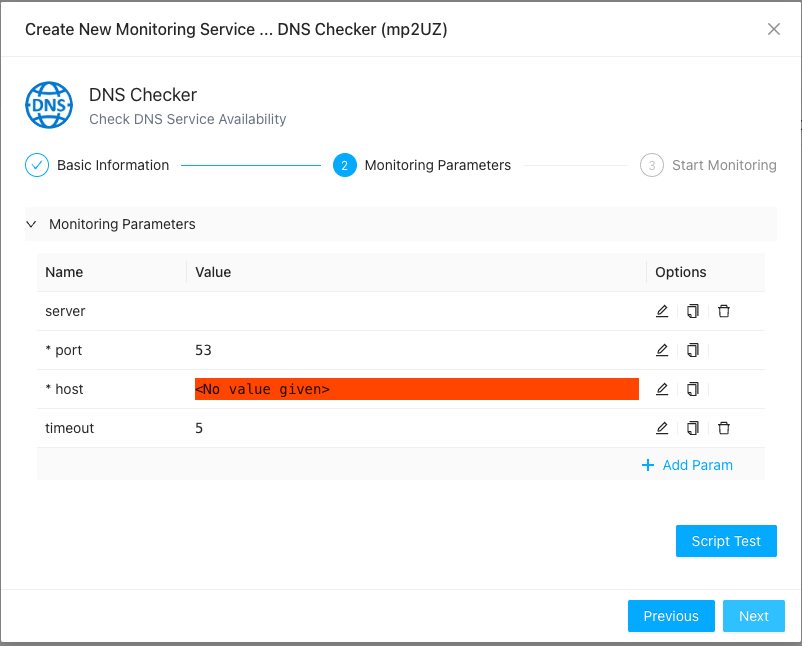 Create New Monitoring Service ... DNS Checker (mp2UZ)
DNS
DNS Checker
Check DNS Service Availability
Basic Information
2 Monitoring Parameters
3 Start Monitoring
Monitoring Parameters
Name Value Options
server
* port 53
* host <No value given>
timeout 5
+ Add Param
Script Test
Previous Next